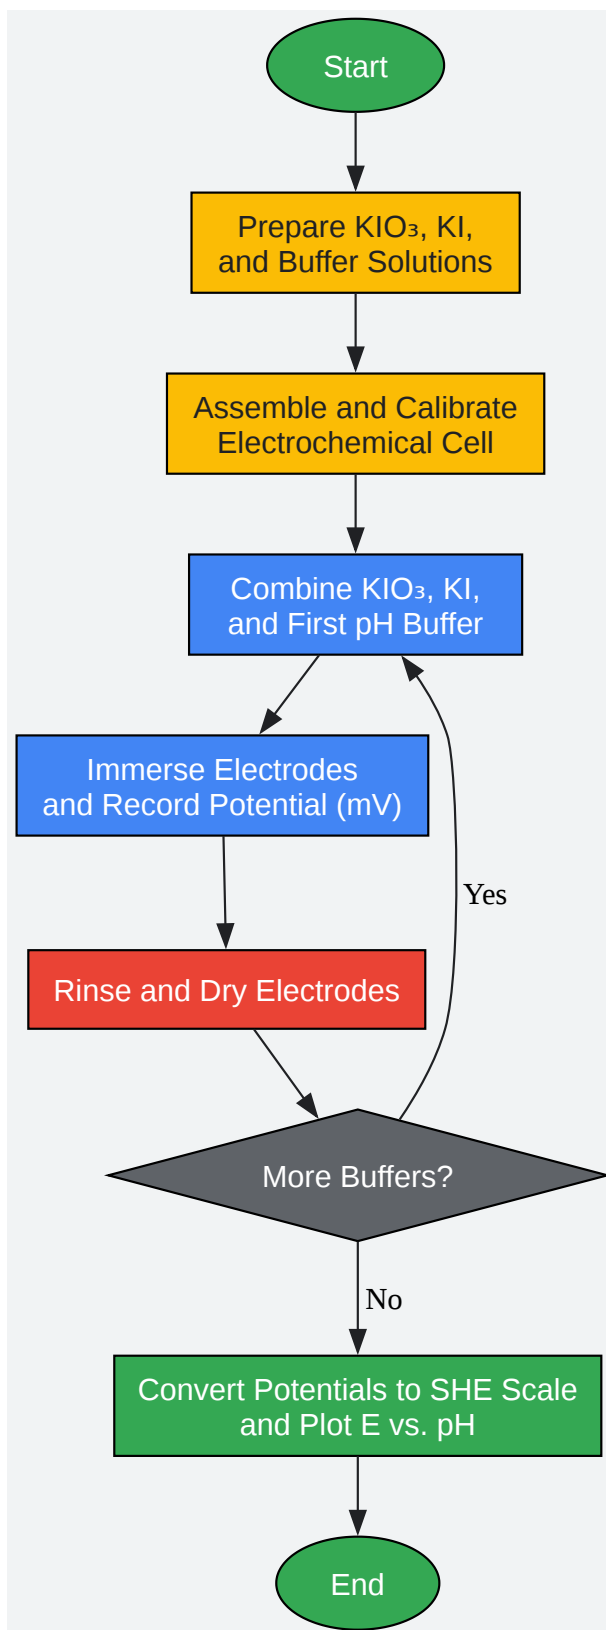 Start
Prepare KIO₃, KI,
and Buffer Solutions
Assemble and Calibrate
Electrochemical Cell
Combine KIO₃, KI,
and First pH Buffer
Immerse Electrodes
and Record Potential (mV)
Yes
Rinse and Dry Electrodes
More Buffers?
No
Convert Potentials to SHE Scale
and Plot E vs. pH
End